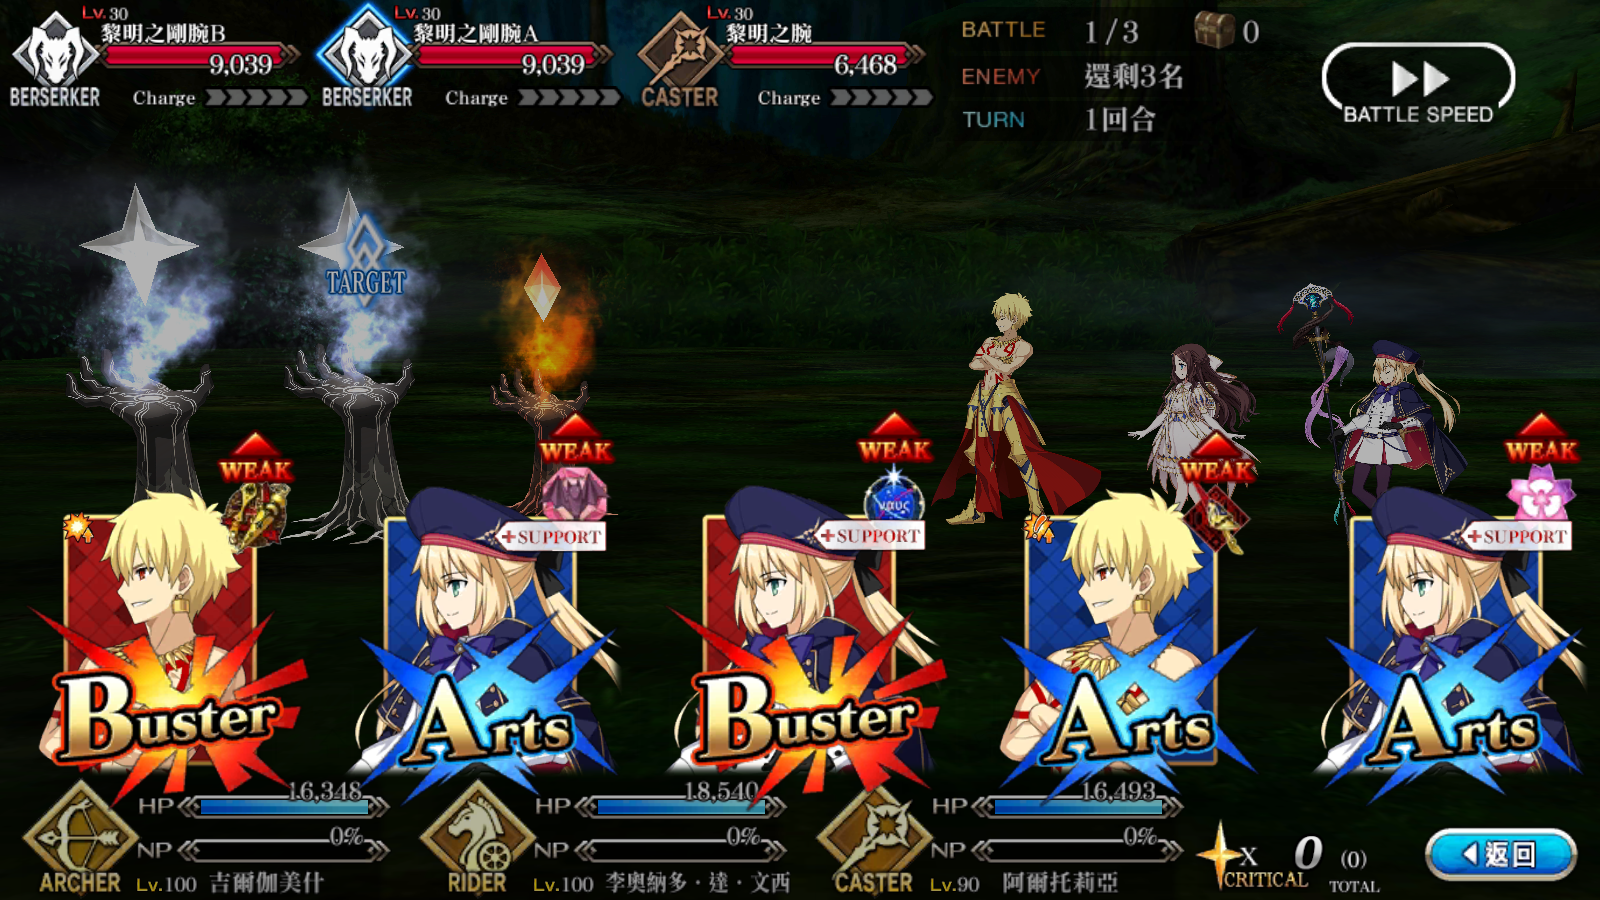 Lv.30
黎明之剛腕B
9,039
BERSERKER
Charge
Lv.30
黎明之剛腕A
9,039
BERSERKER
Charge
Lv.30
黎明之腕
6,468
CASTER
Charge
BATTLE 1/3
0
ENEMY 還剩3名
TURN 1回合
BATTLE SPEED
TARGET
WEAK
WEAK
WEAK
WEAK
WEAK
ναυς
+SUPPORT
+SUPPORT
+SUPPORT
Buster
Arts
Buster
Arts
Arts
HP 16,348
NP 0%
ARCHER Lv.100 吉爾伽美什
HP 18,540
NP 0%
RIDER Lv.100 李奧納多·達·文西
HP 16,493
NP 0%
CASTER Lv.90 阿爾托莉亞
X 0 (0)
CRITICAL TOTAL
返回